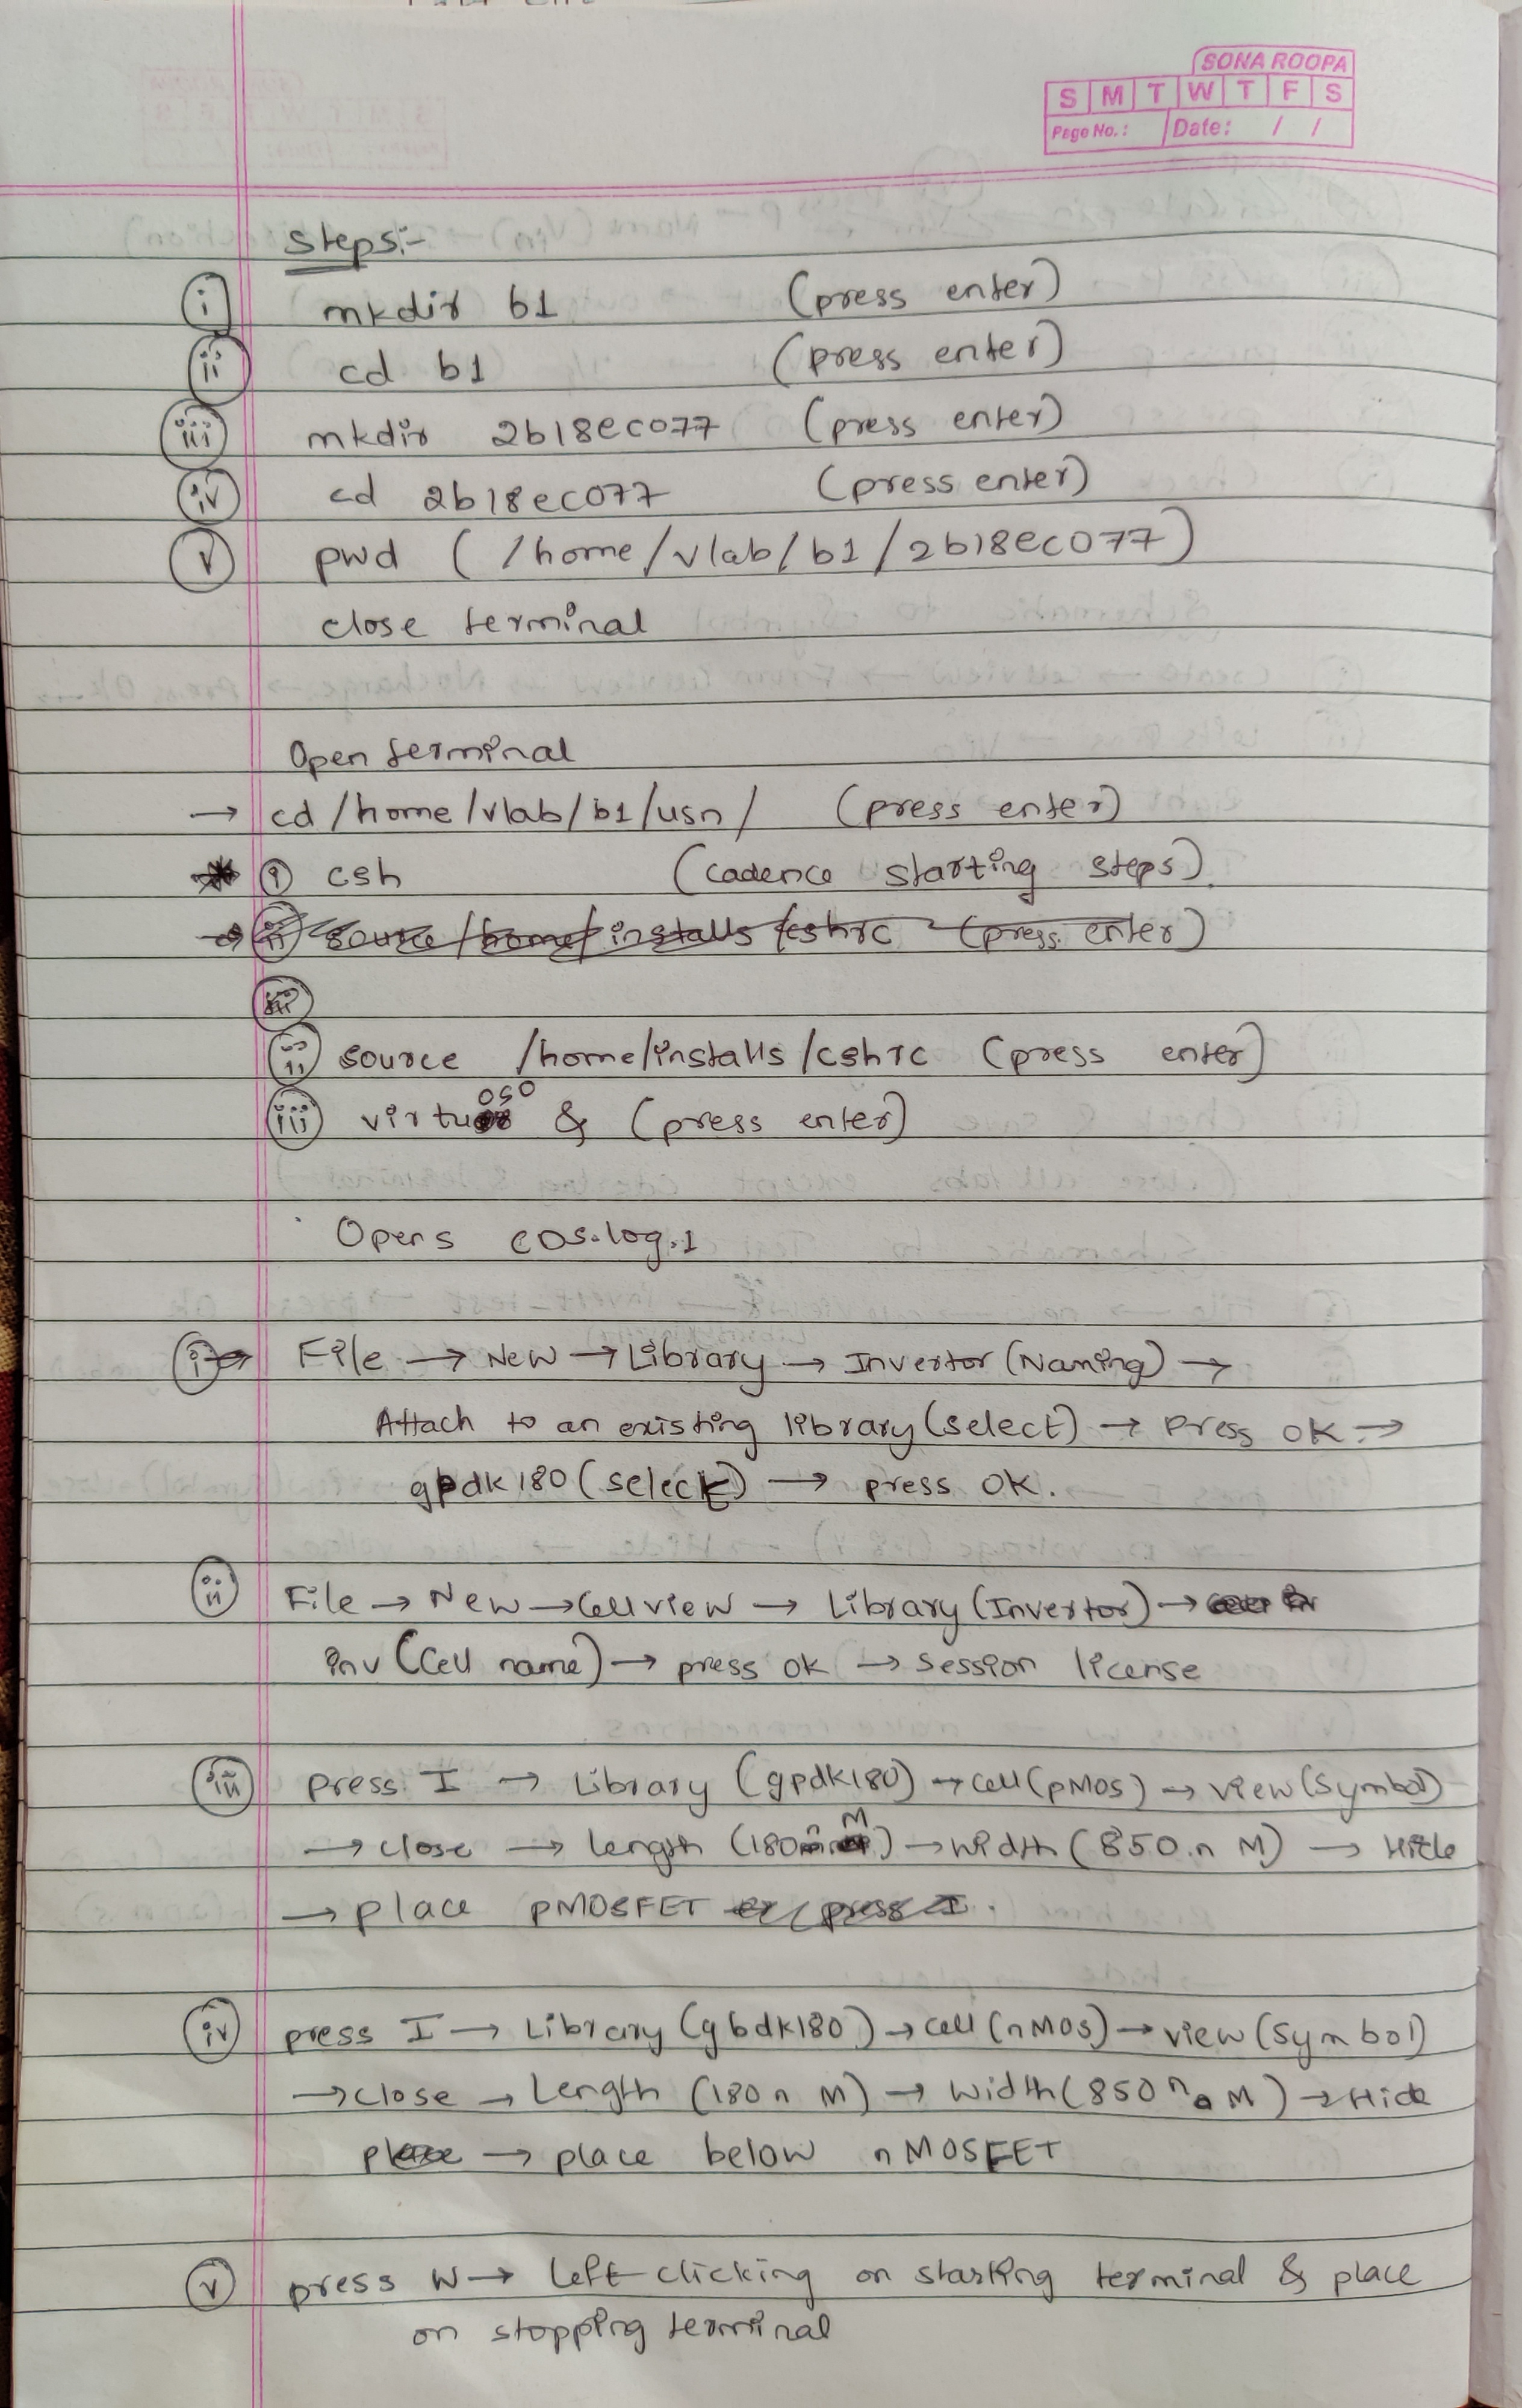 SONA ROOPA
S M T W T F S
Page No.: Date: / /
Steps:-
(i) mkdir b1 (press enter)
(ii) cd b1 (press enter)
(iii) mkdir 2b18ec077 (press enter)
(iv) cd 2b18ec077 (press enter)
(v) pwd (/home/vlab/b1/2b18ec077)
close terminal
Open terminal
→ cd /home/vlab/b1/usn/ (press enter)
(i) csh (cadence starting steps).
→ (ii) source /home/installs/cshrc (press enter)
(ii) source /home/installs/cshrc (press enter)
(iii) virtuoso & (press enter)
Opens CDS.log.1
(i) → File → New → Library → Invertor (Naming) →
Attach to an existing library (select) → Press OK →
gpdk180 (select) → press OK.
(ii) File → New → Cellview → Library (Invertor) →
inv (Cell name) → press ok → session license
(iii) press I → Library (gpdk180) → cell (pMOS) → view (symbol)
→ close → length (180n M) → width (850.n M) → Hide
→ place pMOSFET press I.
(iv) press I → Library (gbdk180) → cell (nMOS) → view (symbol)
→ close → Length (180n M) → Width (850 n M) → Hide
→ place below nMOSFET
(v) press W → left clicking on starting terminal & place
on stopping terminal